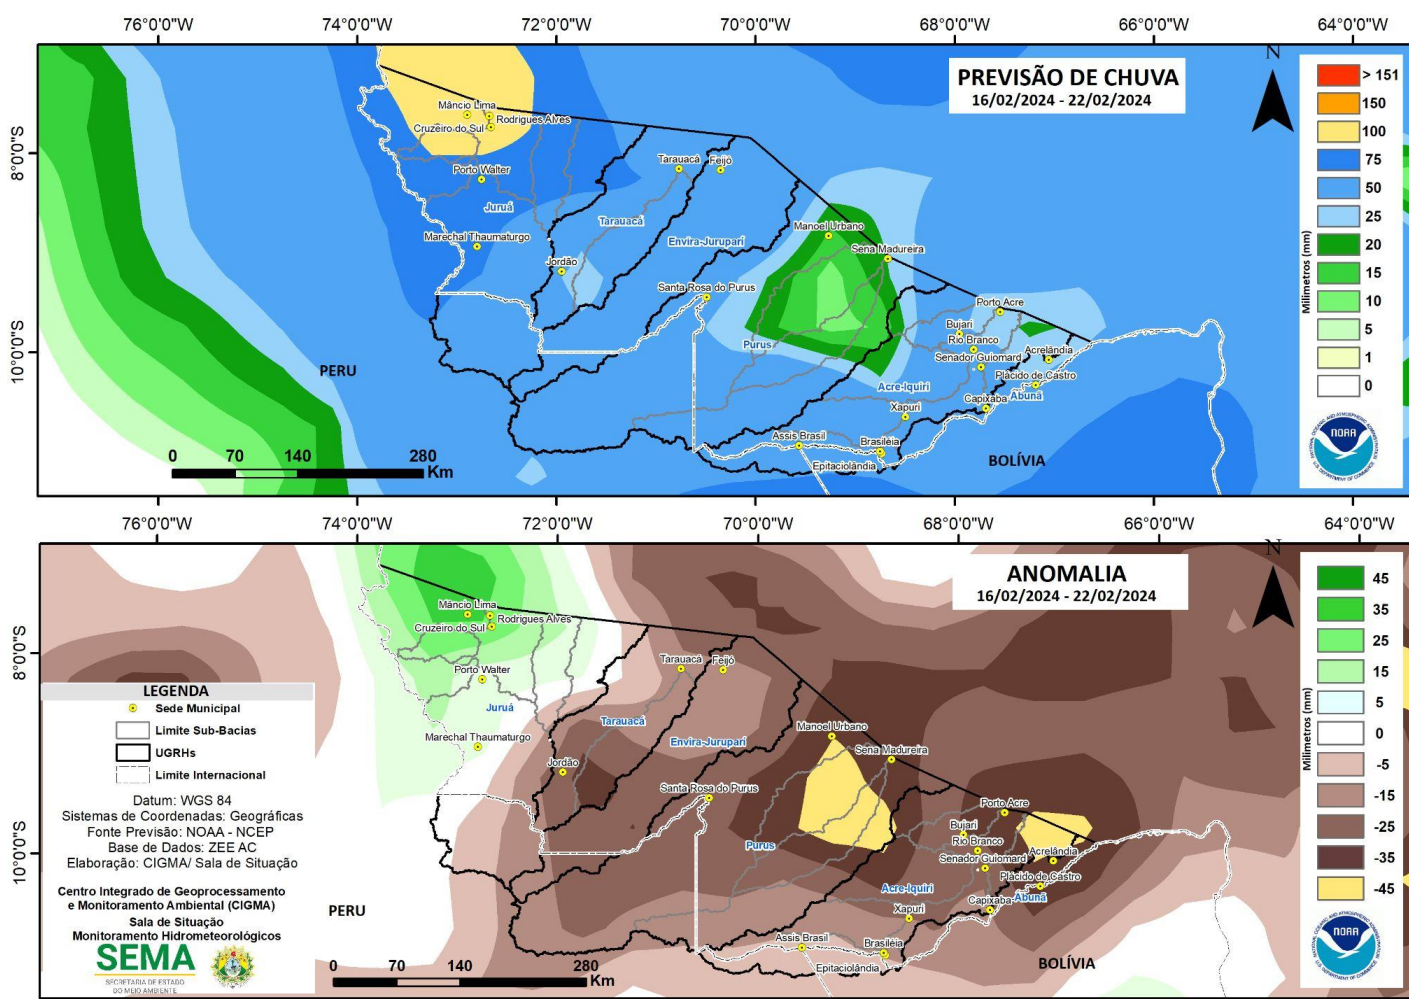 76°0'0"W 74°0'0"W 72°0'0"W 70°0'0"W 68°0'0"W 66°0'0"W 64°0'0"W
PREVISÃO DE CHUVA
16/02/2024 - 22/02/2024
N
Milimetros (mm)
> 151
150
100
75
50
25
20
15
10
5
1
0
8°0'0"S
10°0'0"S
Mâncio Lima
Rodrigues Alves
Cruzeiro do Sul
Porto Walter
Juruá
Marechal Thaumaturgo
Tarauacá
Feijó
Tarauacá
Envira-Jurupari
Jordão
Santa Rosa do Purus
Manoel Urbano
Sena Madureira
Purus
Porto Acre
Bujari
Rio Branco
Senador Guiomard
Acrelândia
Plácido de Castro
Acre-Iquiri
Abunã
Capixaba
Xapuri
Assis Brasil
Brasiléia
Epitaciolândia
PERU
BOLÍVIA
0 70 140 280
Km
NOAA
76°0'0"W 74°0'0"W 72°0'0"W 70°0'0"W 68°0'0"W 66°0'0"W 64°0'0"W
ANOMALIA
16/02/2024 - 22/02/2024
N
Milimetros (mm)
45
35
25
15
5
0
-5
-15
-25
-35
-45
8°0'0"S
10°0'0"S
Mâncio Lima
Rodrigues Alves
Cruzeiro do Sul
Porto Walter
Juruá
Marechal Thaumaturgo
Tarauacá
Feijó
Tarauacá
Envira-Jurupari
Jordão
Santa Rosa do Purus
Manoel Urbano
Sena Madureira
Purus
Porto Acre
Bujari
Rio Branco
Senador Guiomard
Acrelândia
Plácido de Castro
Acre-Iquiri
Abunã
Capixaba
Xapuri
Assis Brasil
Brasiléia
Epitaciolândia
PERU
BOLÍVIA
0 70 140 280
Km
NOAA
LEGENDA
Sede Municipal
Limite Sub-Bacias
UGRHs
Limite Internacional
Datum: WGS 84
Sistemas de Coordenadas: Geográficas
Fonte Previsão: NOAA - NCEP
Base de Dados: ZEE AC
Elaboração: CIGMA/ Sala de Situação
Centro Integrado de Geoprocessamento
e Monitoramento Ambiental (CIGMA)
Sala de Situação
Monitoramento Hidrometeorológicos
SEMA
SECRETARIA DE ESTADO
DO MEIO AMBIENTE